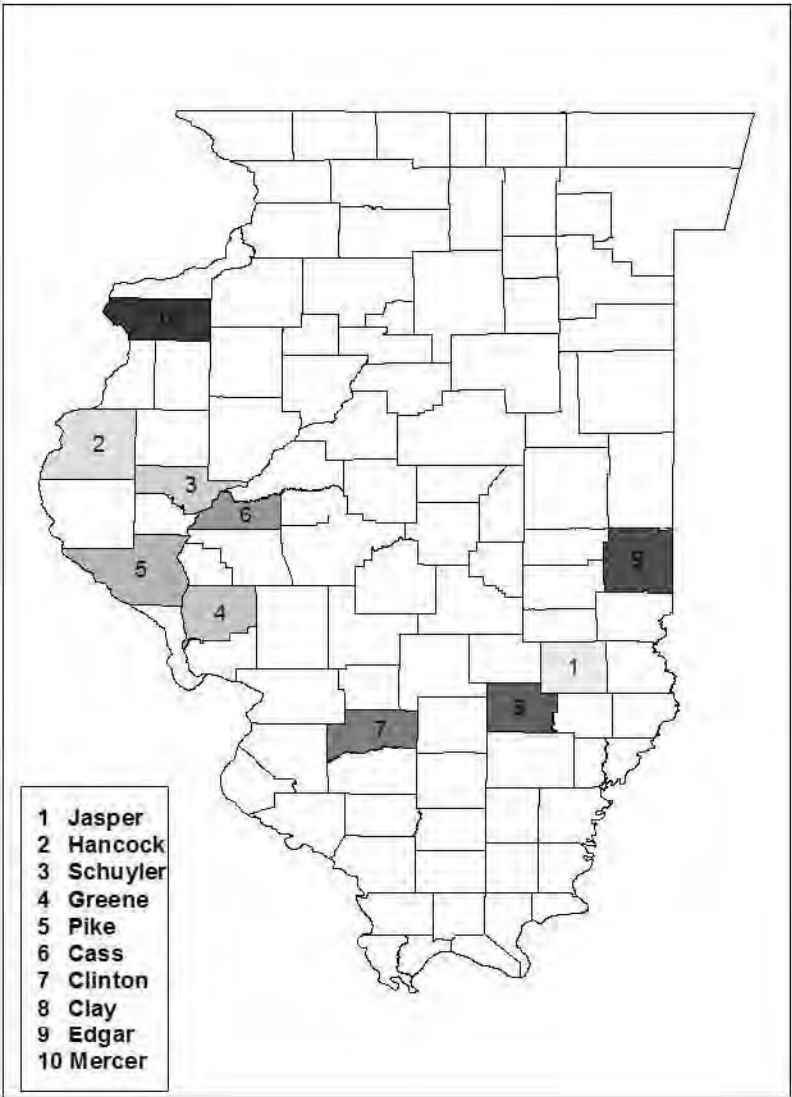 2
3
6
5
9
4
1
8
7
1 Jasper
2 Hancock
3 Schuyler
4 Greene
5 Pike
6 Cass
7 Clinton
8 Clay
9 Edgar
10 Mercer